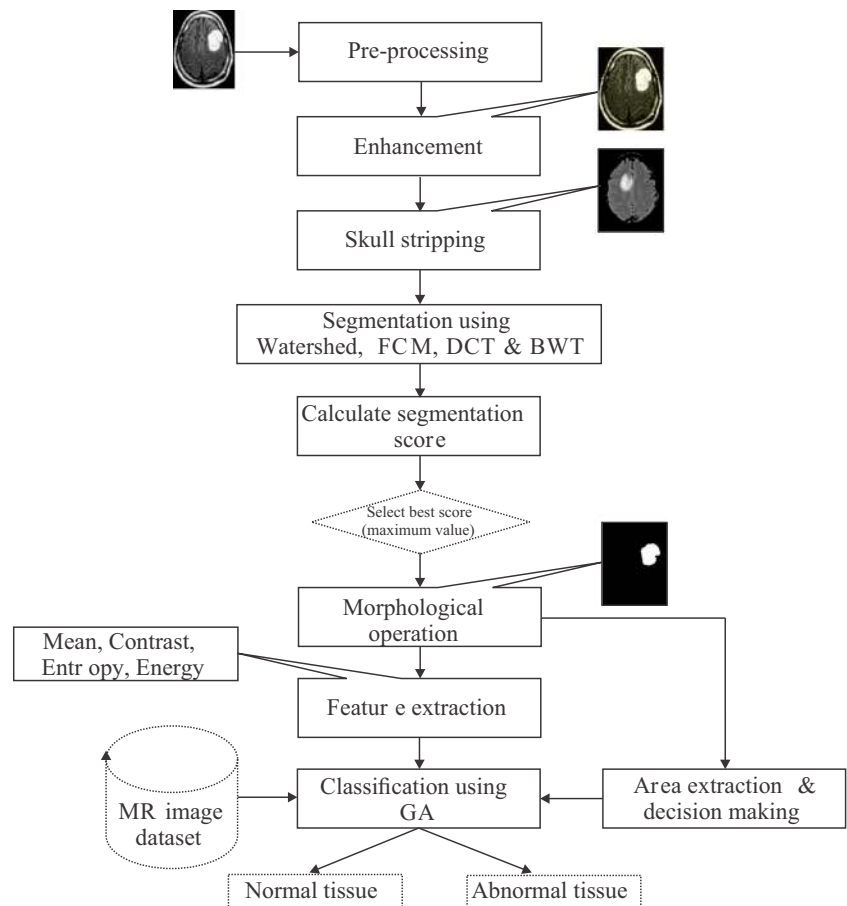 Pre-processing
Enhancement
Skull stripping
Segmentation using
Watershed, FCM, DCT & BWT
Calculate segmentation
score
Select best score
(maximum value)
Morphological
operation
Mean, Contrast,
Entr opy, Energy
Featur e extraction
MR image
dataset
Classification using
GA
Area extraction &
decision making
Normal tissue
Abnormal tissue